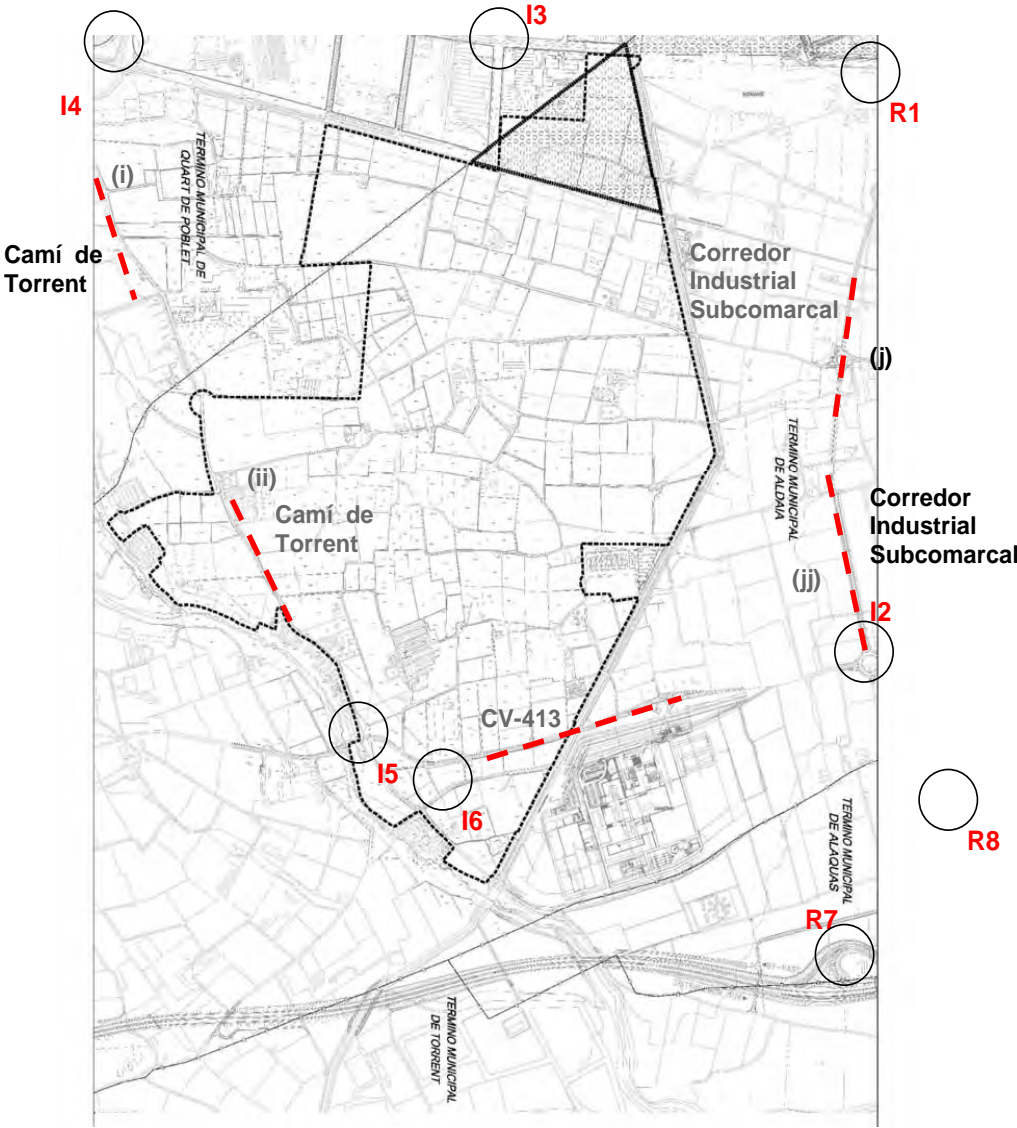 I3
I4
R1
(i)
TERMINO MUNICIPAL DE
QUART DE POBLET
Camí de
Torrent
Corredor
Industrial
Subcomarcal
(j)
TERMINO MUNICIPAL
DE ALDAIA
(ii)
Camí de
Torrent
Corredor
Industrial
Subcomarcal
(jj)
I2
CV-413
I5
I6
TERMINO MUNICIPAL
DE ALAQUAS
R8
R7
TERMINO MUNICIPAL
DE TORRENT